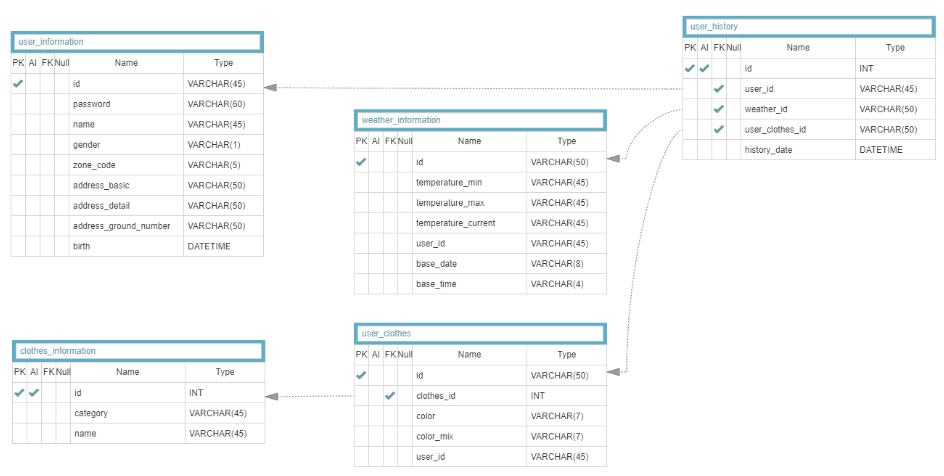 user_information
PK AI FK Null Name Type
id VARCHAR(45)
password VARCHAR(60)
name VARCHAR(45)
gender VARCHAR(1)
zone_code VARCHAR(5)
address_basic VARCHAR(50)
address_detail VARCHAR(50)
address_ground_number VARCHAR(50)
birth DATETIME
weather_information
PK AI FK Null Name Type
id VARCHAR(50)
temperature_min VARCHAR(45)
temperature_max VARCHAR(45)
temperature_current VARCHAR(45)
user_id VARCHAR(45)
base_date VARCHAR(8)
base_time VARCHAR(4)
user_history
PK AI FK Null Name Type
id INT
user_id VARCHAR(45)
weather_id VARCHAR(50)
user_clothes_id VARCHAR(50)
history_date DATETIME
clothes_information
PK AI FK Null Name Type
id INT
category VARCHAR(45)
name VARCHAR(45)
user_clothes
PK AI FK Null Name Type
id VARCHAR(50)
clothes_id INT
color VARCHAR(7)
color_mix VARCHAR(7)
user_id VARCHAR(45)